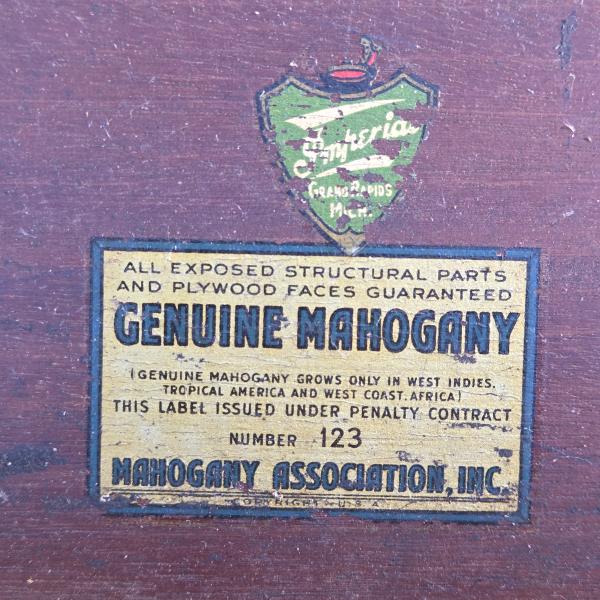 Imperial
GRAND RAPIDS
MICH.
ALL EXPOSED STRUCTURAL PARTS
AND PLYWOOD FACES GUARANTEED
GENUINE MAHOGANY
(GENUINE MAHOGANY GROWS ONLY IN WEST INDIES,
TROPICAL AMERICA AND WEST COAST, AFRICA)
THIS LABEL ISSUED UNDER PENALTY CONTRACT
NUMBER 123
MAHOGANY ASSOCIATION, INC.
COPYRIGHT - U.S.A.